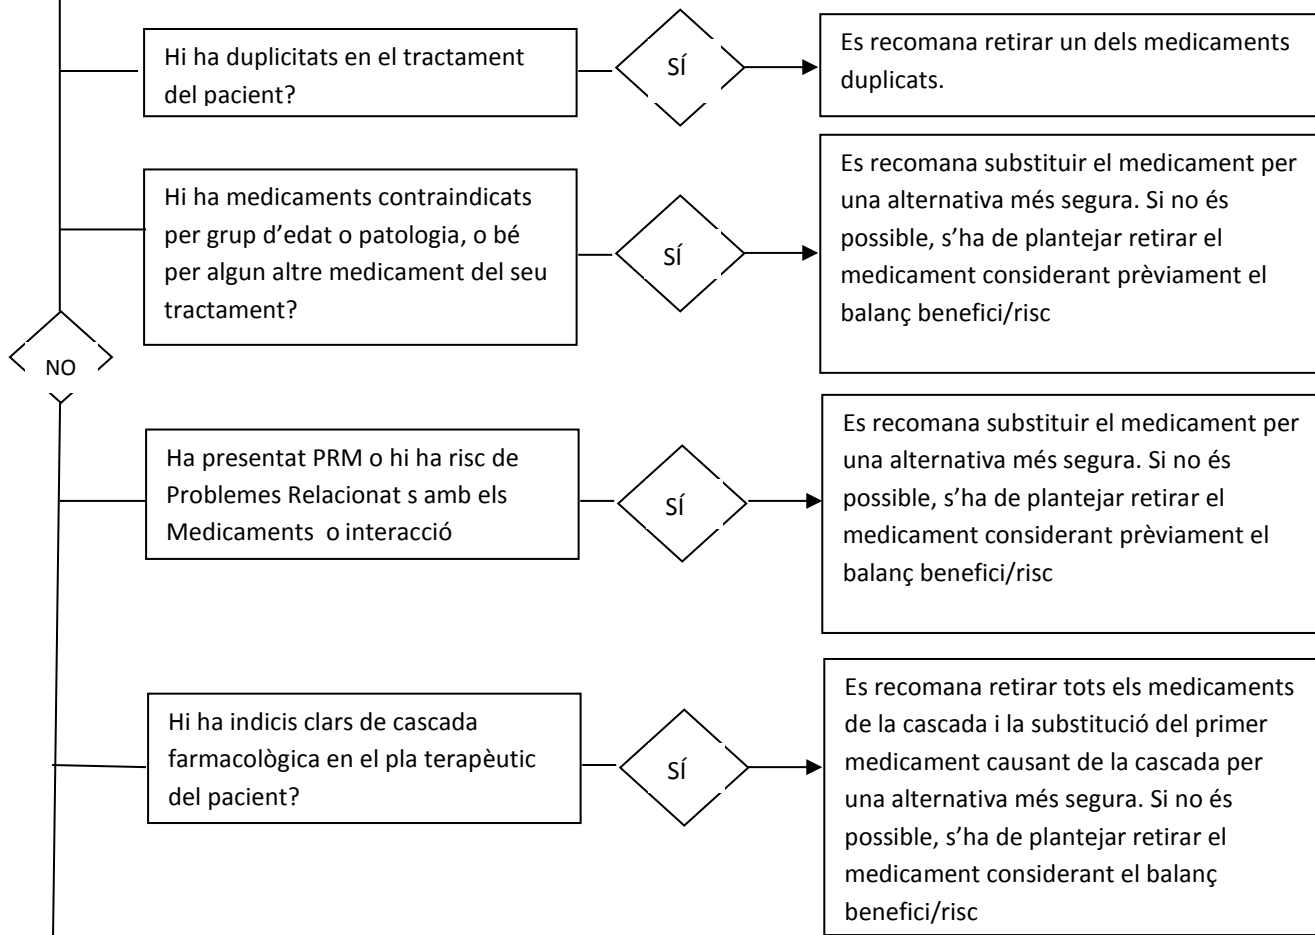 Hi ha duplicitats en el tractament
del pacient?
SÍ
Es recomana retirar un dels medicaments
duplicats.
Hi ha medicaments contraindicats
per grup d’edat o patologia, o bé
per algun altre medicament del seu
tractament?
SÍ
Es recomana substituir el medicament per
una alternativa més segura. Si no és
possible, s’ha de plantejar retirar el
medicament considerant prèviament el
balanç benefici/risc
NO
Ha presentat PRM o hi ha risc de
Problemes Relacionat s amb els
Medicaments  o interacció
SÍ
Es recomana substituir el medicament per
una alternativa més segura. Si no és
possible, s’ha de plantejar retirar el
medicament considerant prèviament el
balanç benefici/risc
Hi ha indicis clars de cascada
farmacològica en el pla terapèutic
del pacient?
SÍ
Es recomana retirar tots els medicaments
de la cascada i la substitució del primer
medicament causant de la cascada per
una alternativa més segura. Si no és
possible, s’ha de plantejar retirar el
medicament considerant el balanç
benefici/risc